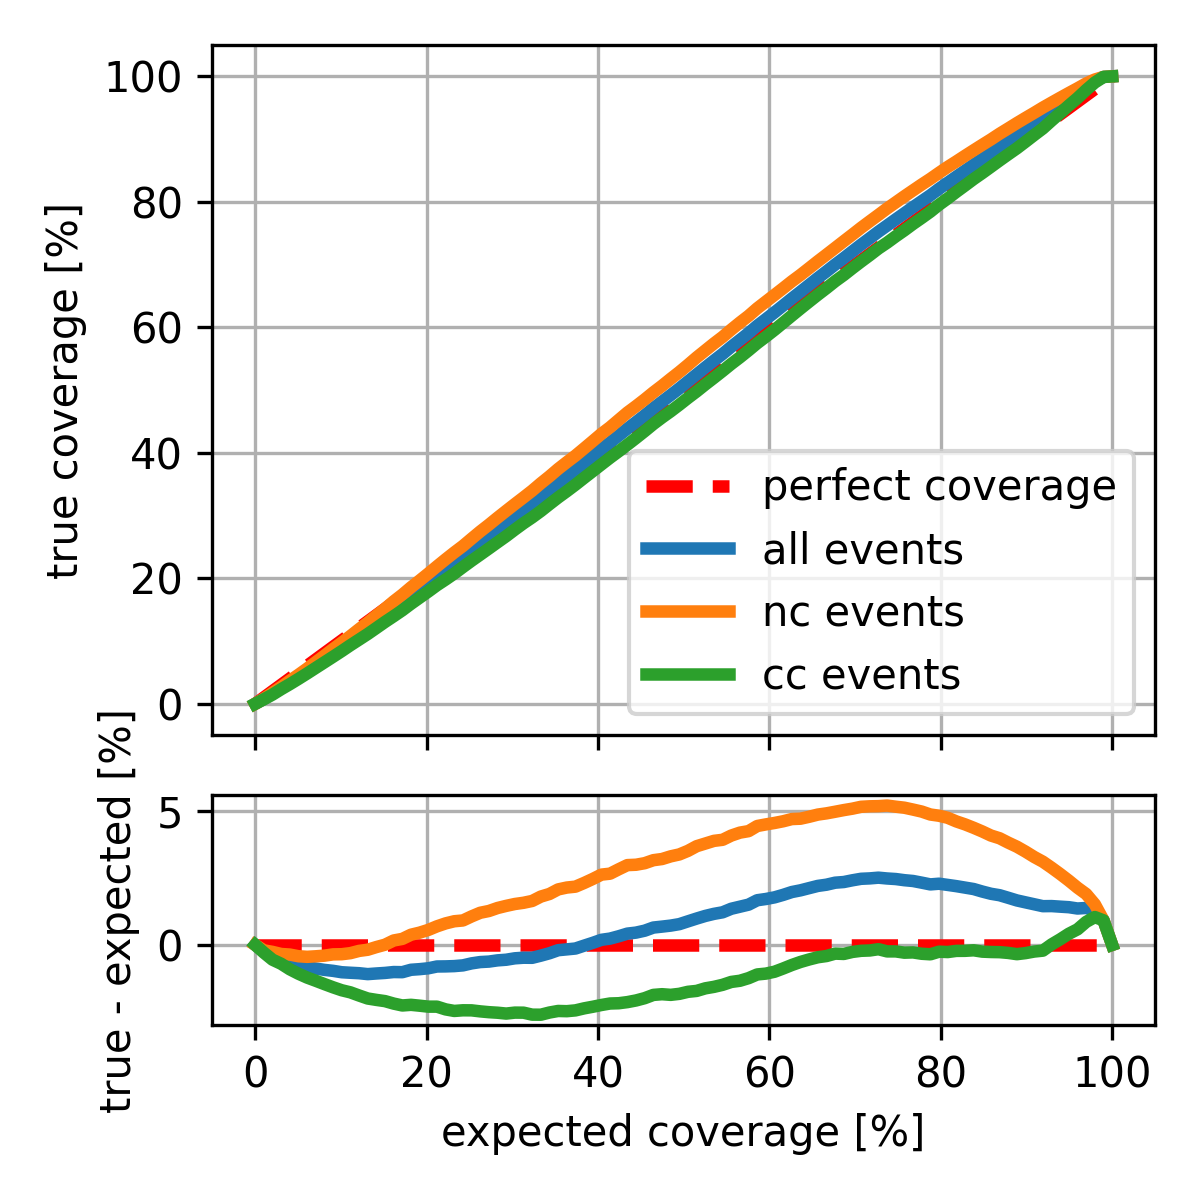 100
80
60
40
20
0
true coverage [%]
perfect coverage
all events
nc events
cc events
5
0
true - expected [%]
0
20
40
60
80
100
expected coverage [%]